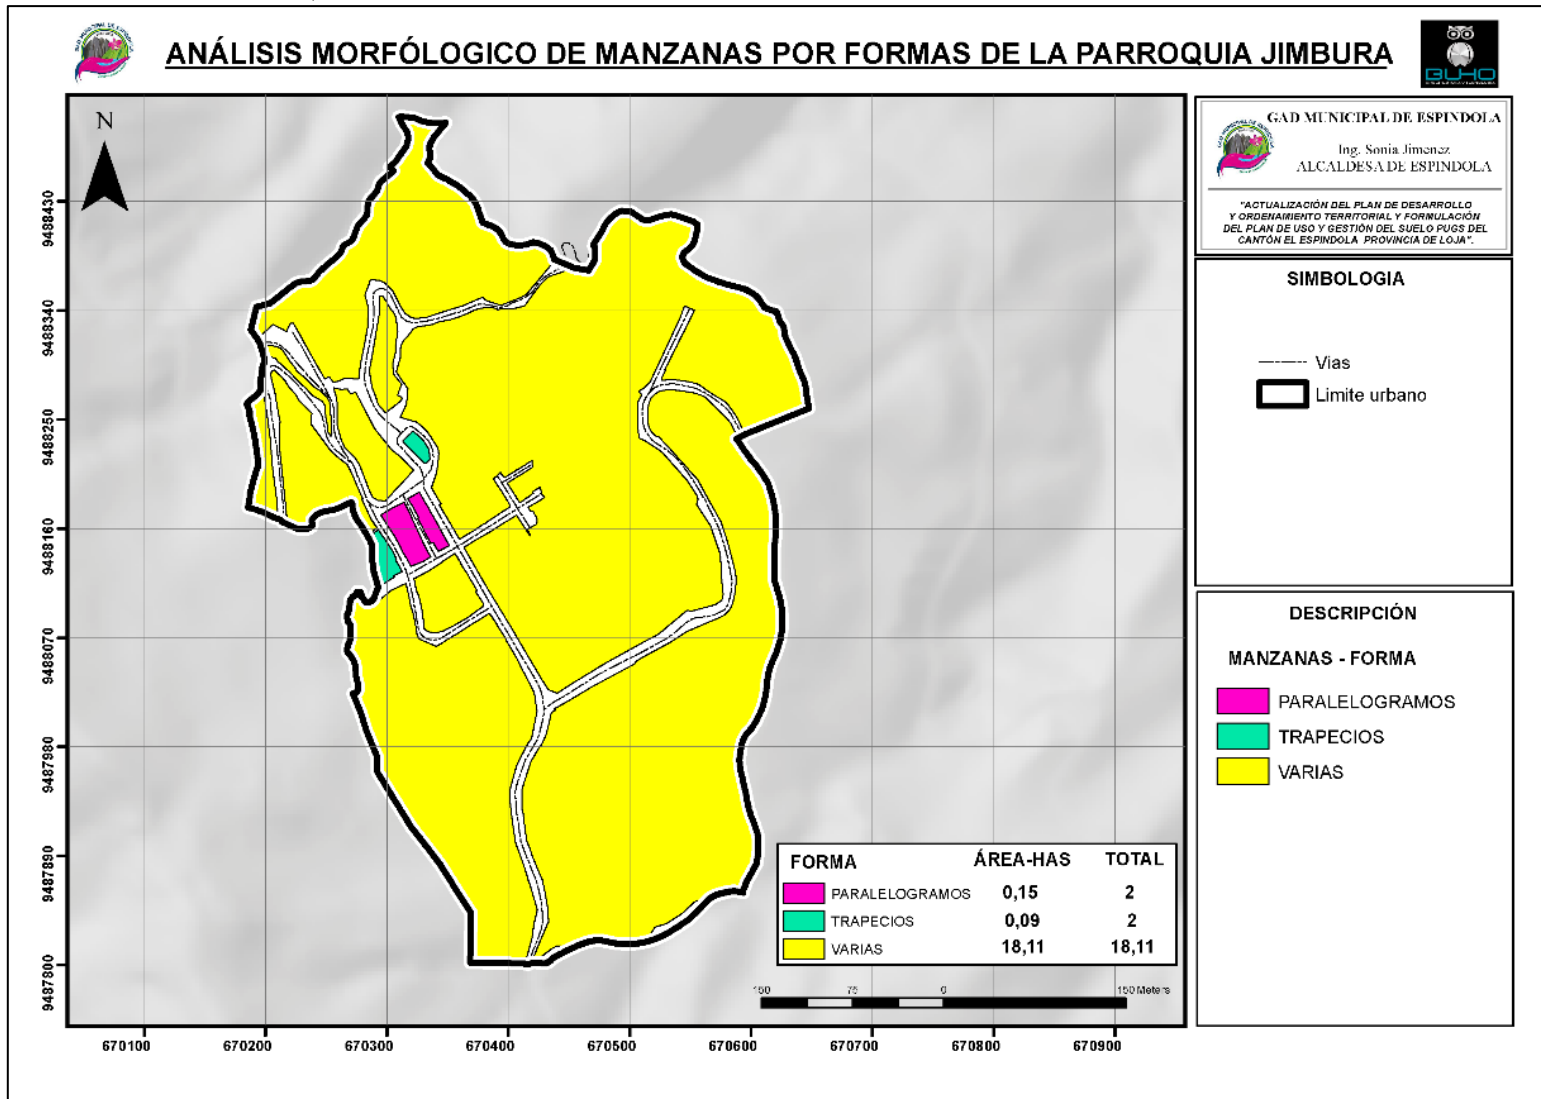 ANÁLISIS MORFÓLOGICO DE MANZANAS POR FORMAS DE LA PARROQUIA JIMBURA
BUHO
N
GAD MUNICIPAL DE ESPINDOLA
Ing. Sonia Jimenez
ALCALDESA DE ESPINDOLA
"ACTUALIZACIÓN DEL PLAN DE DESARROLLO
Y ORDENAMIENTO TERRITORIAL Y FORMULACIÓN
DEL PLAN DE USO Y GESTIÓN DEL SUELO PUGS DEL
CANTÓN EL ESPINDOLA PROVINCIA DE LOJA".
SIMBOLOGIA
Vias
Limite urbano
DESCRIPCIÓN
MANZANAS - FORMA
PARALELOGRAMOS
TRAPECIOS
VARIAS
9488430
9488340
9488250
9488160
9488070
9487980
9487890
9487800
FORMA ÁREA-HAS TOTAL
PARALELOGRAMOS 0,15 2
TRAPECIOS 0,09 2
VARIAS 18,11 18,11
150 75 0 150 Meters
670100 670200 670300 670400 670500 670600 670700 670800 670900